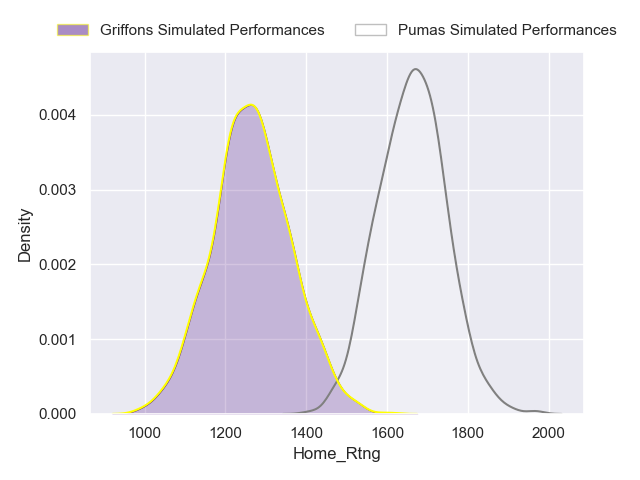 Griffons Simulated Performances
Pumas Simulated Performances
0.004
0.003
0.002
0.001
0.000
Density
1000 1200 1400 1600 1800 2000
Home_Rtng